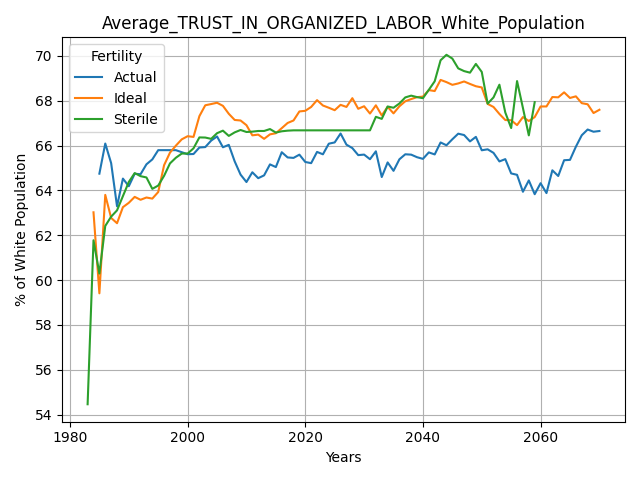 Average_TRUST_IN_ORGANIZED_LABOR_White_Population
% of White Population
70
68
66
64
62
60
58
56
54
Fertility
Actual
Ideal
Sterile
1980
2000
2020
2040
2060
Years